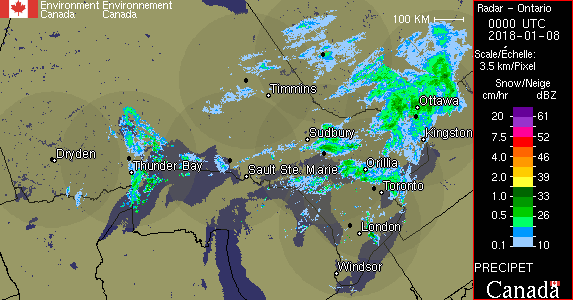 Environment Environnement
Canada Canada
100 KM
Timmins
Ottawa
Sudbury
Kingston
Dryden
Thunder Bay
Sault Ste. Marie
Orillia
Toronto
London
Windsor
Radar - Ontario
0000 UTC
2018-01-08
Scale/Échelle:
3.5 km/Pixel
Snow/Neige
cm/hr dBZ
20 61
7.5 52
4.0 46
2.0 39
1.0 33
0.5 26
0.1 10
PRECIPET
Canada